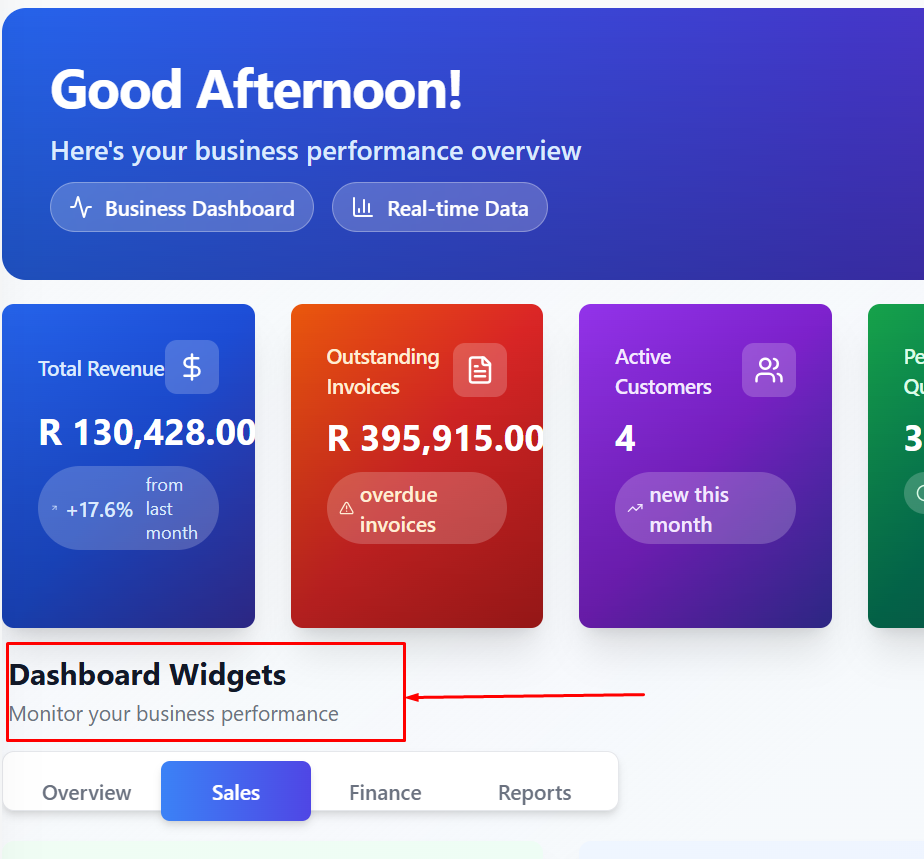 Good Afternoon!
Here's your business performance overview
Business Dashboard
Real-time Data
Total Revenue
R 130,428.00
+17.6%
from
last
month
Outstanding
Invoices
R 395,915.00
overdue
invoices
Active
Customers
4
new this
month
Pe
Qu
3
Dashboard Widgets
Monitor your business performance
Overview
Sales
Finance
Reports